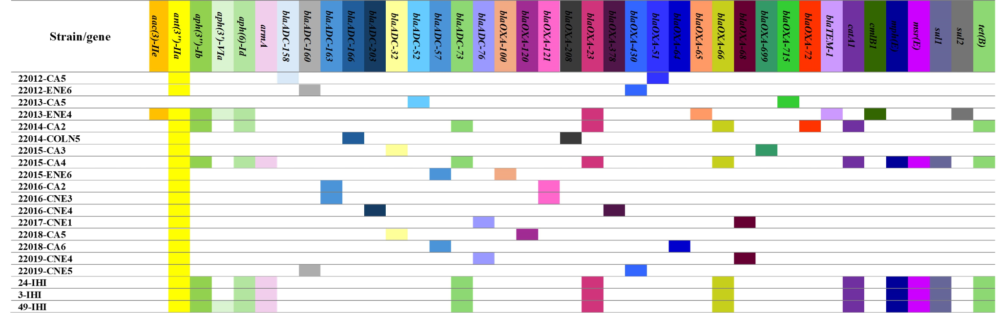 Strain/gene
aac(3)-IIe
ant(3")-IIa
aph(3")-Ib
aph(3')-VIa
aph(6)-Id
armA
blaADC-158
blaADC-160
blaADC-163
blaADC-166
blaADC-203
blaADC-32
blaADC-52
blaADC-57
blaADC-73
blaADC-76
blaOXA-100
blaOXA-120
blaOXA-121
blaOXA-208
blaOXA-23
blaOXA-378
blaOXA-430
blaOXA-51
blaOXA-64
blaOXA-65
blaOXA-66
blaOXA-68
blaOXA-699
blaOXA-715
blaOXA-72
blaTEM-1
catA1
cmlB1
mph(E)
msr(E)
sul1
sul2
tet(B)
22012-CA5
22012-ENE6
22013-CA5
22013-ENE4
22014-CA2
22014-COLN5
22015-CA3
22015-CA4
22015-ENE6
22016-CA2
22016-CNE3
22016-CNE4
22017-CNE1
22018-CA5
22018-CA6
22019-CNE4
22019-CNE5
24-IHI
3-IHI
49-IHI